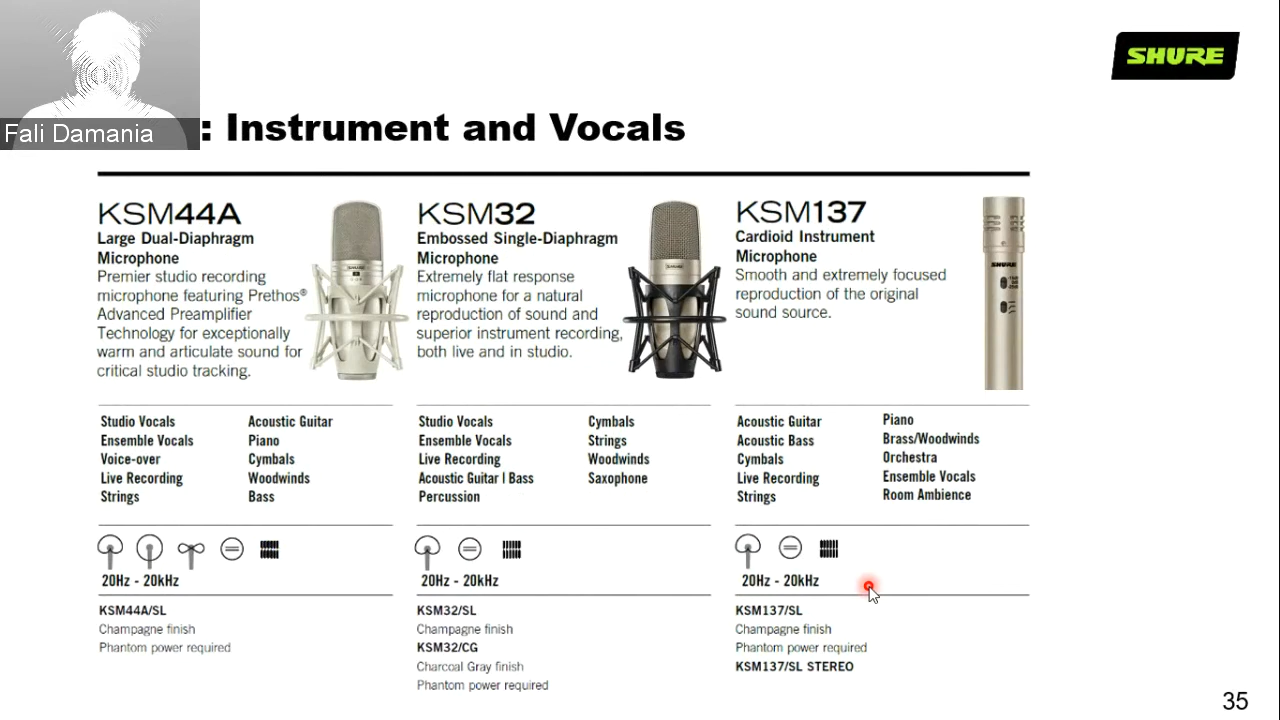 SHURE
Fali Damania
: Instrument and Vocals
KSM44A
Large Dual-Diaphragm
Microphone
Premier studio recording
microphone featuring Prethos®
Advanced Preamplifier
Technology for exceptionally
warm and articulate sound for
critical studio tracking.
Studio Vocals
Ensemble Vocals
Voice-over
Live Recording
Strings
Acoustic Guitar
Piano
Cymbals
Woodwinds
Bass
20Hz - 20kHz
KSM44A/SL
Champagne finish
Phantom power required
KSM32
Embossed Single-Diaphragm
Microphone
Extremely flat response
microphone for a natural
reproduction of sound and
superior instrument recording,
both live and in studio.
Studio Vocals
Ensemble Vocals
Live Recording
Acoustic Guitar | Bass
Percussion
Cymbals
Strings
Woodwinds
Saxophone
20Hz - 20kHz
KSM32/SL
Champagne finish
KSM32/CG
Charcoal Gray finish
Phantom power required
KSM137
Cardioid Instrument
Microphone
Smooth and extremely focused
reproduction of the original
sound source.
SHURE
Acoustic Guitar
Acoustic Bass
Cymbals
Live Recording
Strings
Piano
Brass/Woodwinds
Orchestra
Ensemble Vocals
Room Ambience
20Hz - 20kHz
KSM137/SL
Champagne finish
Phantom power required
KSM137/SL STEREO
35